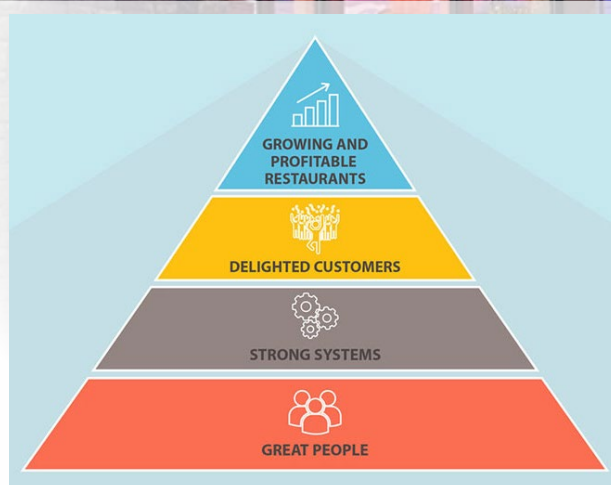 GROWING AND
PROFITABLE
RESTAURANTS
DELIGHTED CUSTOMERS
STRONG SYSTEMS
GREAT PEOPLE